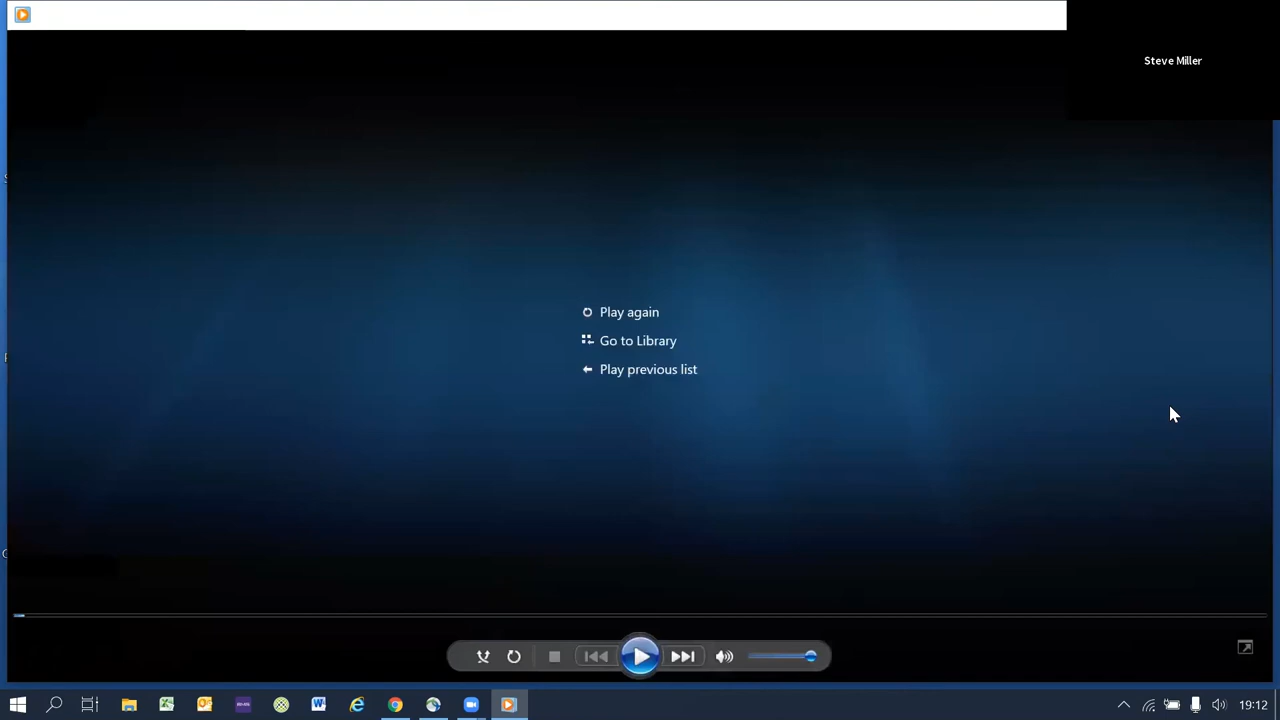 Steve Miller
Play again
Go to Library
Play previous list
19:12